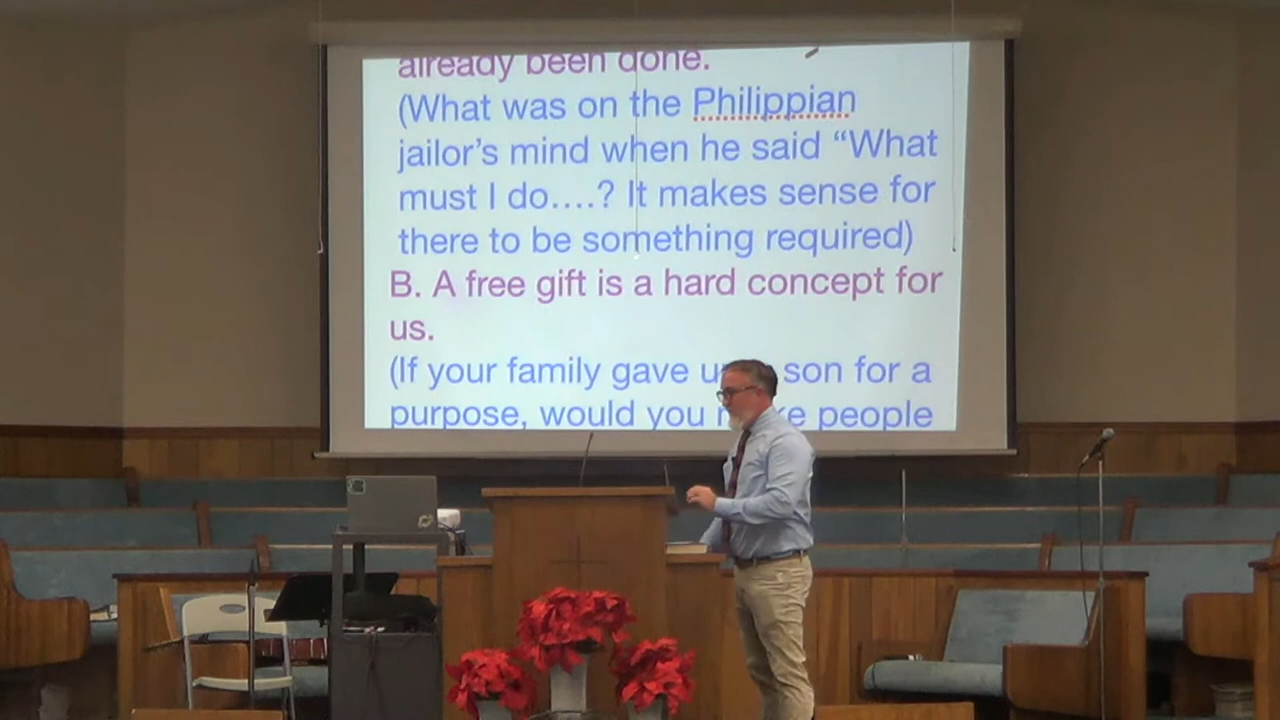 already been done.
(What was on the Philippian
jailor's mind when he said “What
must I do….? It makes sense for
there to be something required)
B. A free gift is a hard concept for
us.
(If your family gave son for a
purpose, would you people